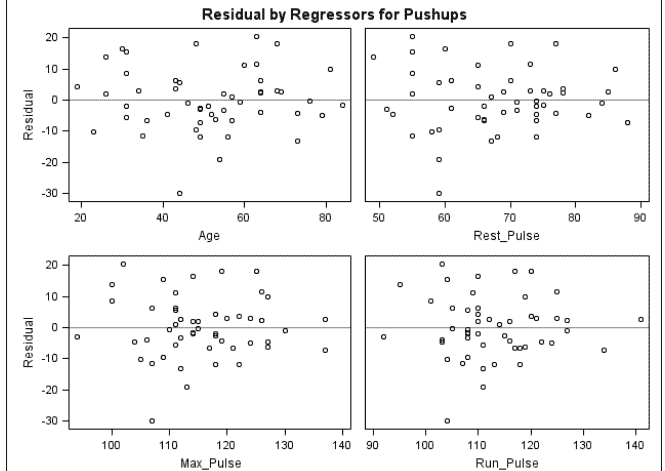 Residual by Regressors for Pushups
Residual
20
10
0
-10
-20
-30
20 40 60 80
Age
50 60 70 80 90
Rest_Pulse
Residual
20
10
0
-10
-20
-30
100 110 120 130 140
Max_Pulse
90 100 110 120 130 140
Run_Pulse